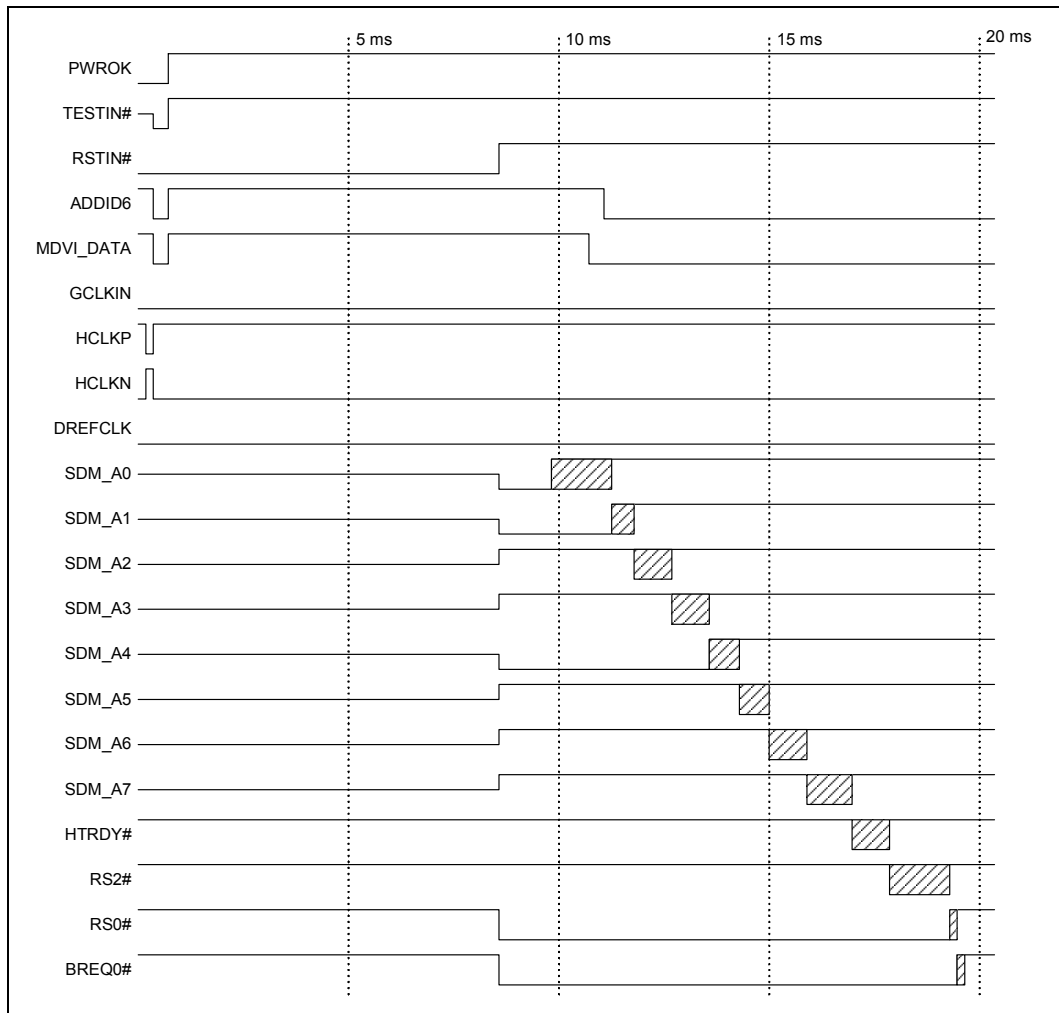 5 ms 10 ms 15 ms 20 ms
PWROK
TESTIN#
RSTIN#
ADDID6
MDVI_DATA
GCLKIN
HCLKP
HCLKN
DREFCLK
SDM_A0
SDM_A1
SDM_A2
SDM_A3
SDM_A4
SDM_A5
SDM_A6
SDM_A7
HTRDY#
RS2#
RS0#
BREQ0#